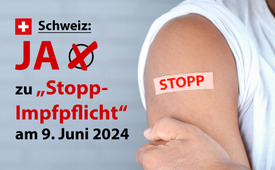 Schweiz:
JA
zu „Stopp-
Impfpflicht“
am 9. Juni 2024
STOPP